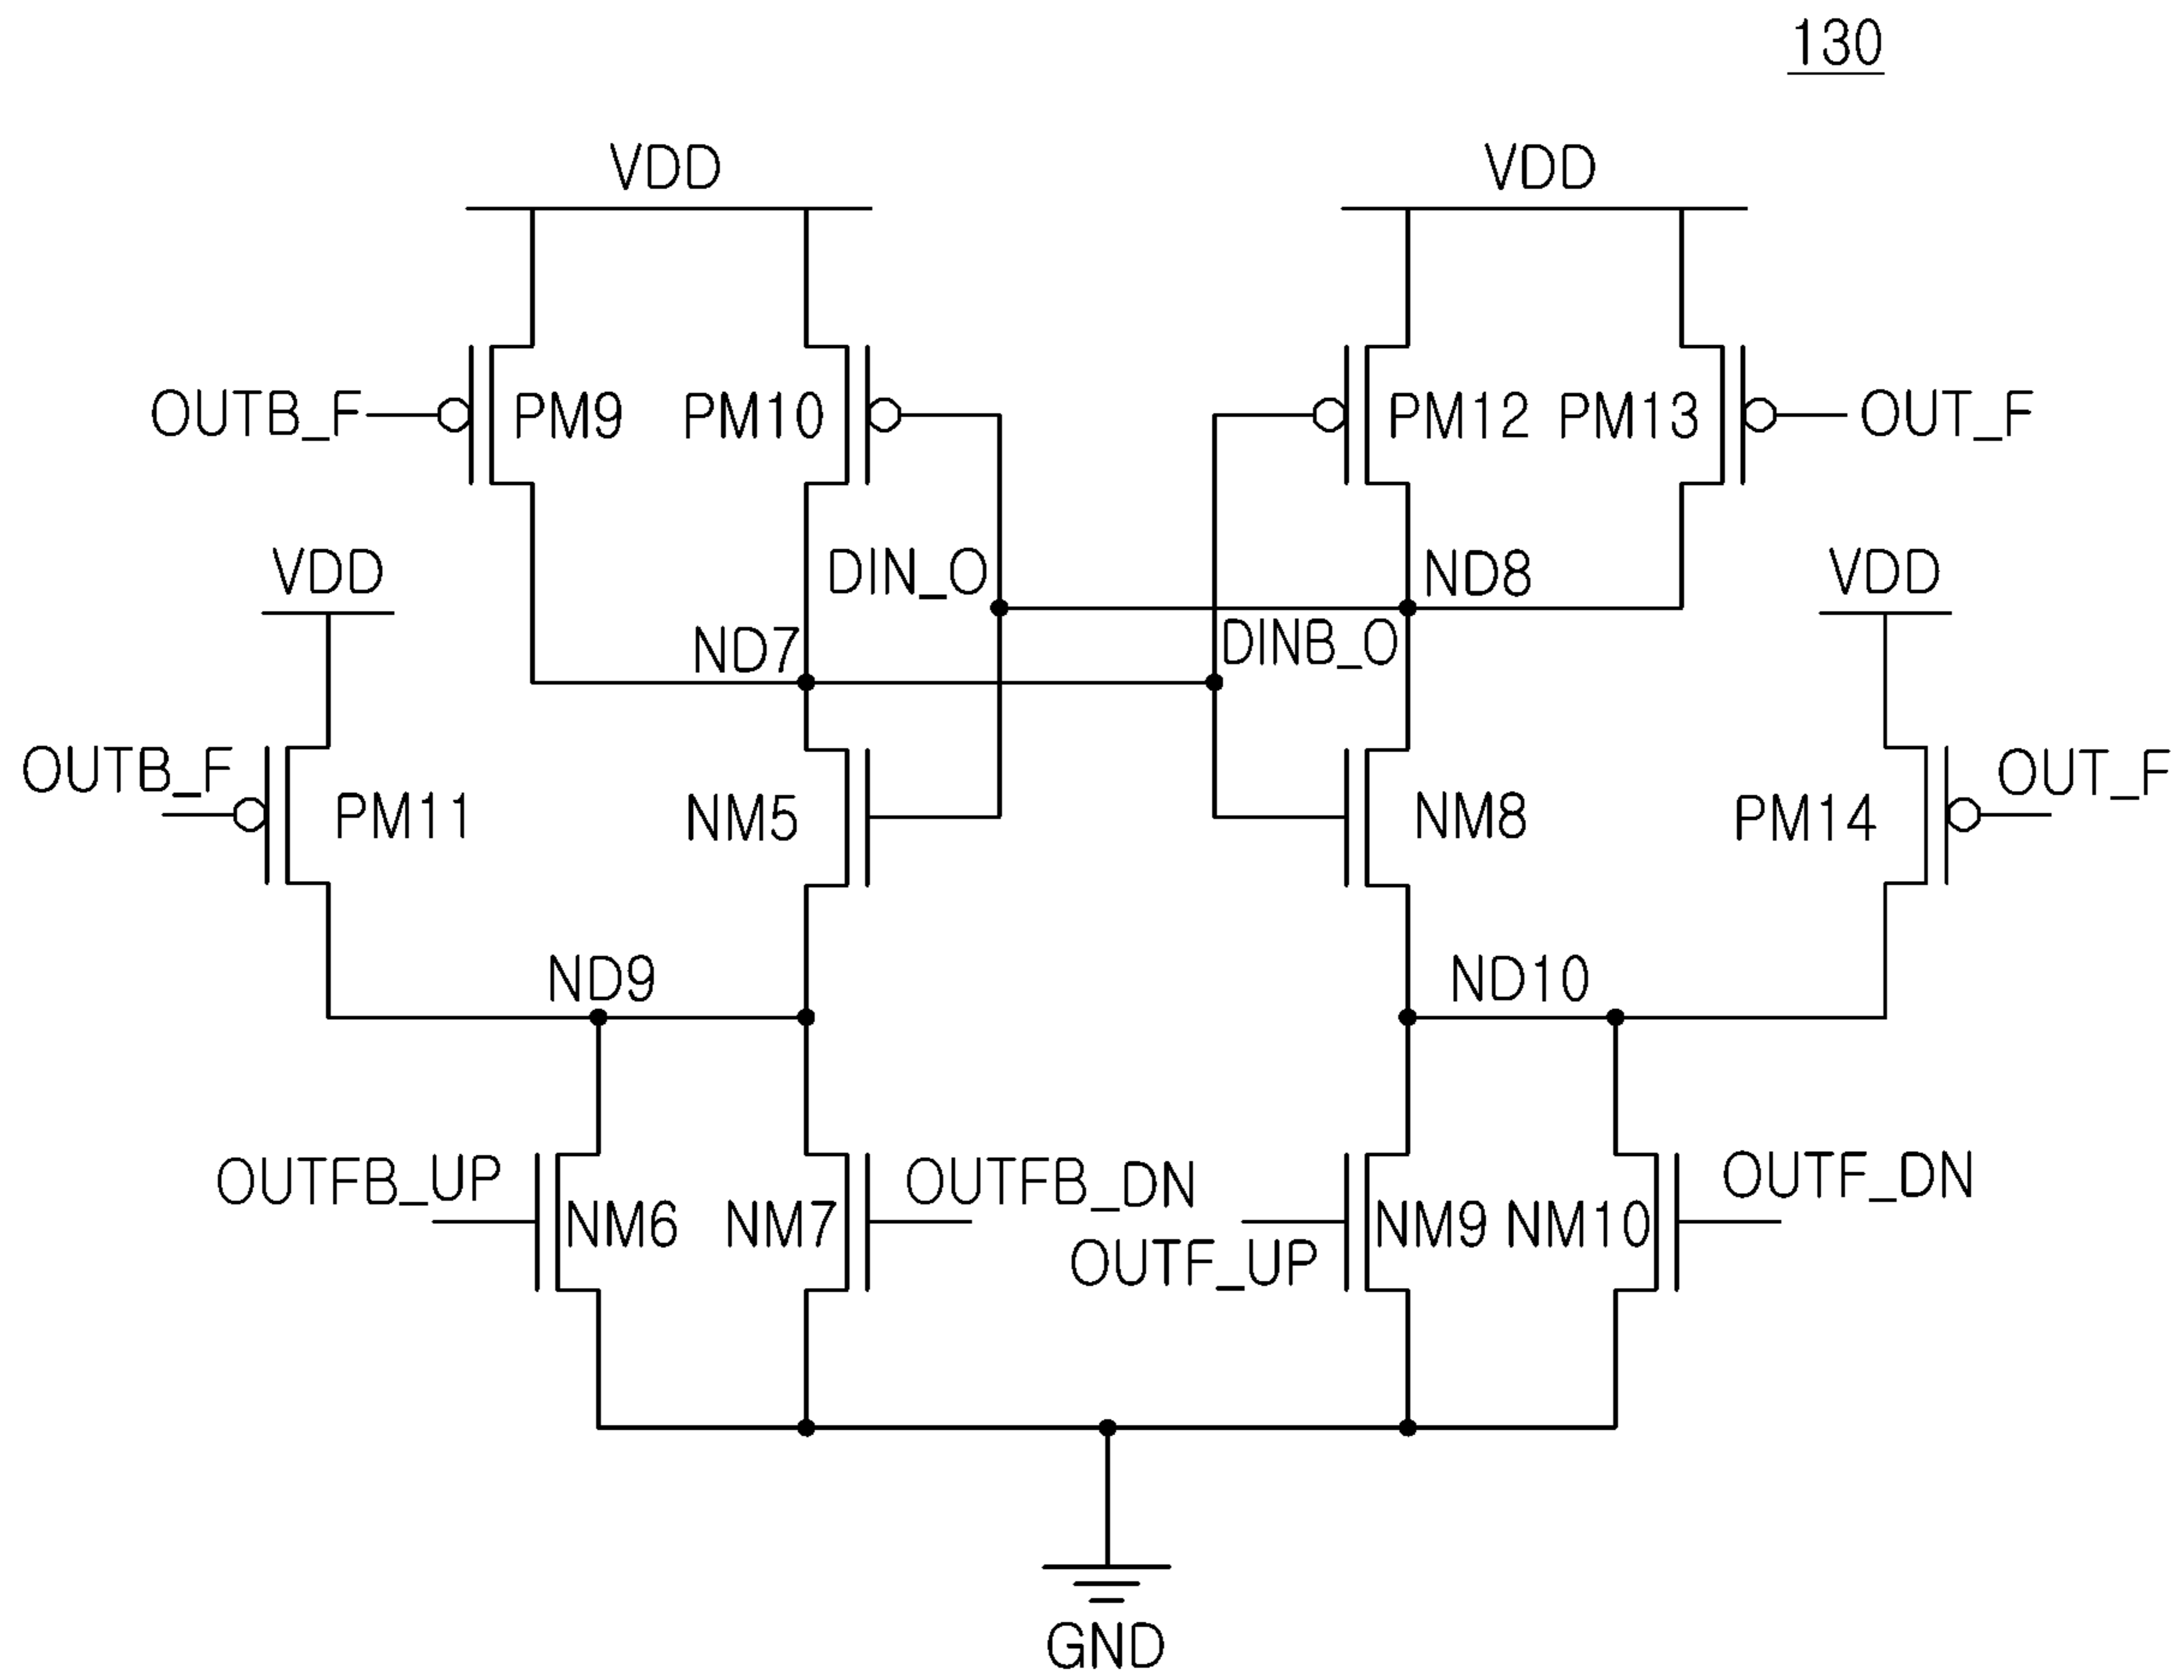 130
VDD
VDD
OUTB_F
PM9
PM10
PM12
PM13
OUT_F
VDD
DIN_O
ND8
VDD
ND7
DINB_O
OUTB_F
PM11
NM5
NM8
PM14
OUT_F
ND9
ND10
OUTFB_UP
NM6
NM7
OUTFB_DN
OUTF_UP
NM9
NM10
OUTF_DN
GND